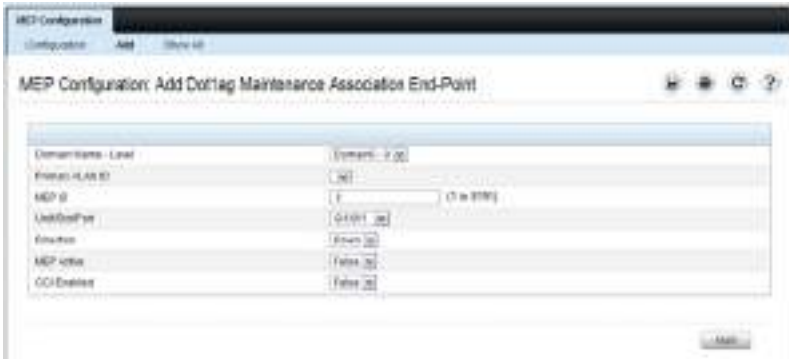 MEP Configuration
Configuration Add Show All
MEP Configuration: Add Dot1ag Maintenance Association End-Point
Domain Name - Level
Primary VLAN ID
MEP ID (1 to 8191)
Unit/Slot/Port
Direction Down
MEP Active False
CCI Enabled False